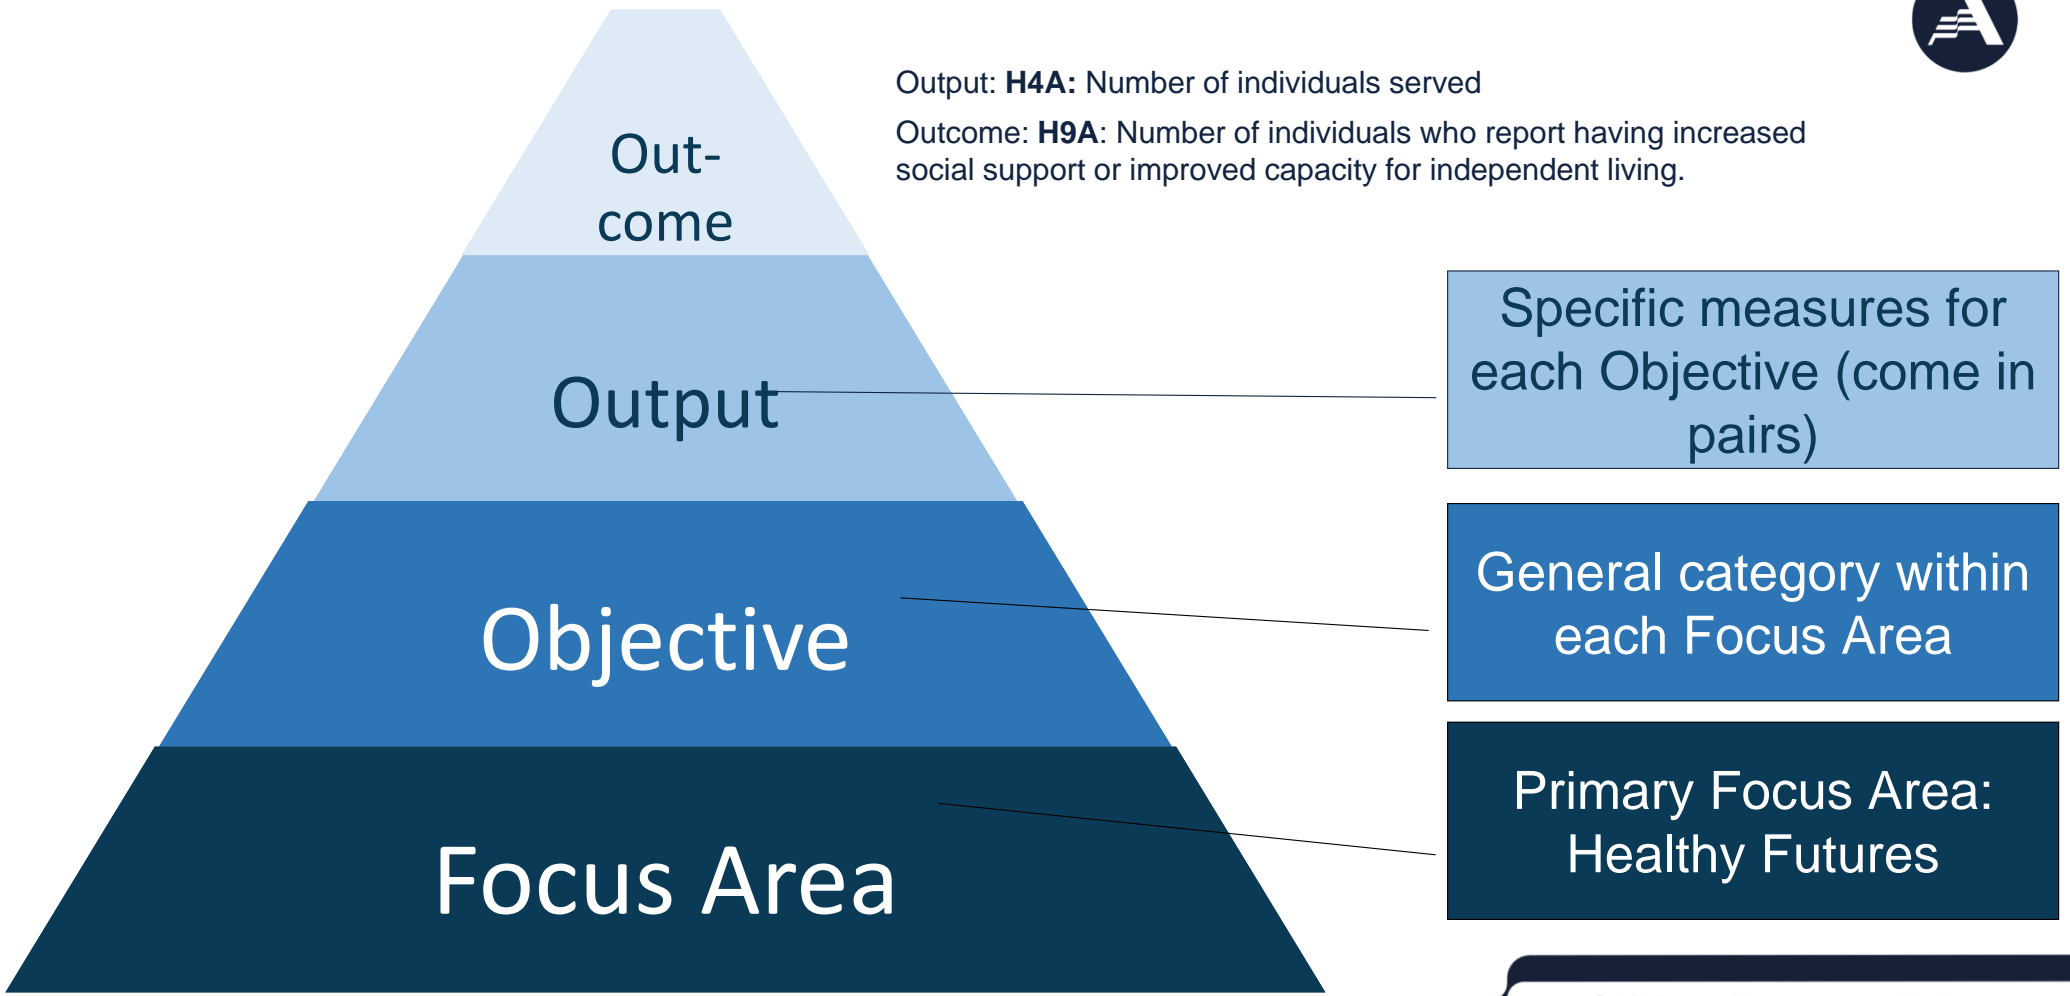 Output: H4A: Number of individuals served
Outcome: H9A: Number of individuals who report having increased
social support or improved capacity for independent living.
Out-
come
Output
Objective
Focus Area
Specific measures for
each Objective (come in
pairs)
General category within
each Focus Area
Primary Focus Area:
Healthy Futures